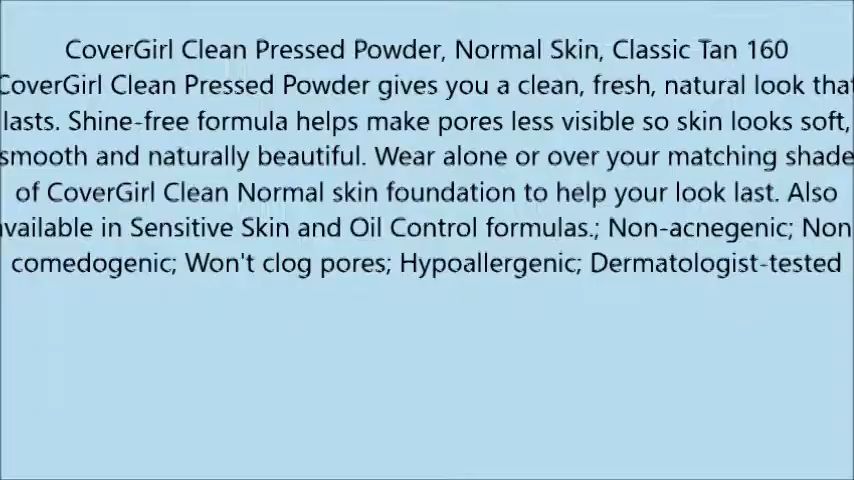 CoverGirl Clean Pressed Powder, Normal Skin, Classic Tan 160
CoverGirl Clean Pressed Powder gives you a clean, fresh, natural look that
lasts. Shine-free formula helps make pores less visible so skin looks soft,
smooth and naturally beautiful. Wear alone or over your matching shade
of CoverGirl Clean Normal skin foundation to help your look last. Also
available in Sensitive Skin and Oil Control formulas.; Non-acnegenic; Non
comedogenic; Won't clog pores; Hypoallergenic; Dermatologist-tested